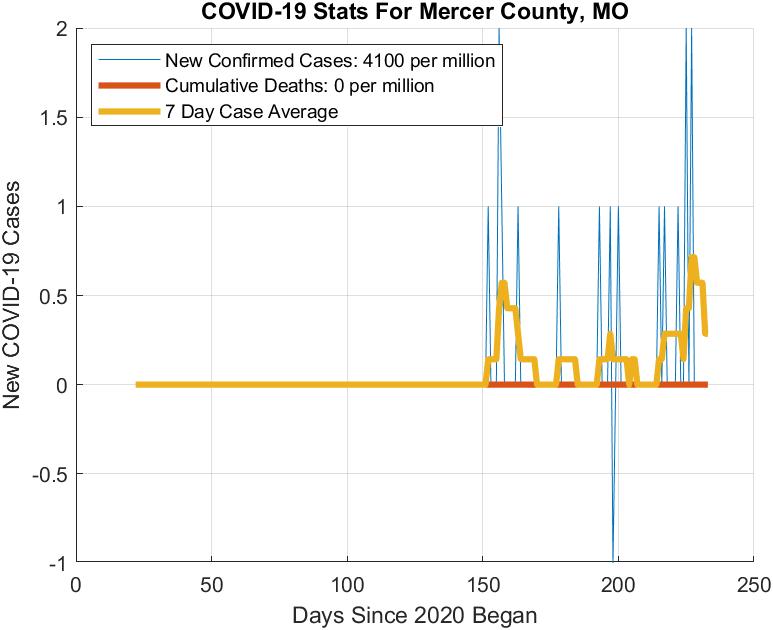 COVID-19 Stats For Mercer County, MO
New Confirmed Cases: 4100 per million
Cumulative Deaths: 0 per million
7 Day Case Average
New COVID-19 Cases
2
1.5
1
0.5
0
-0.5
-1
0 50 100 150 200 250
Days Since 2020 Began